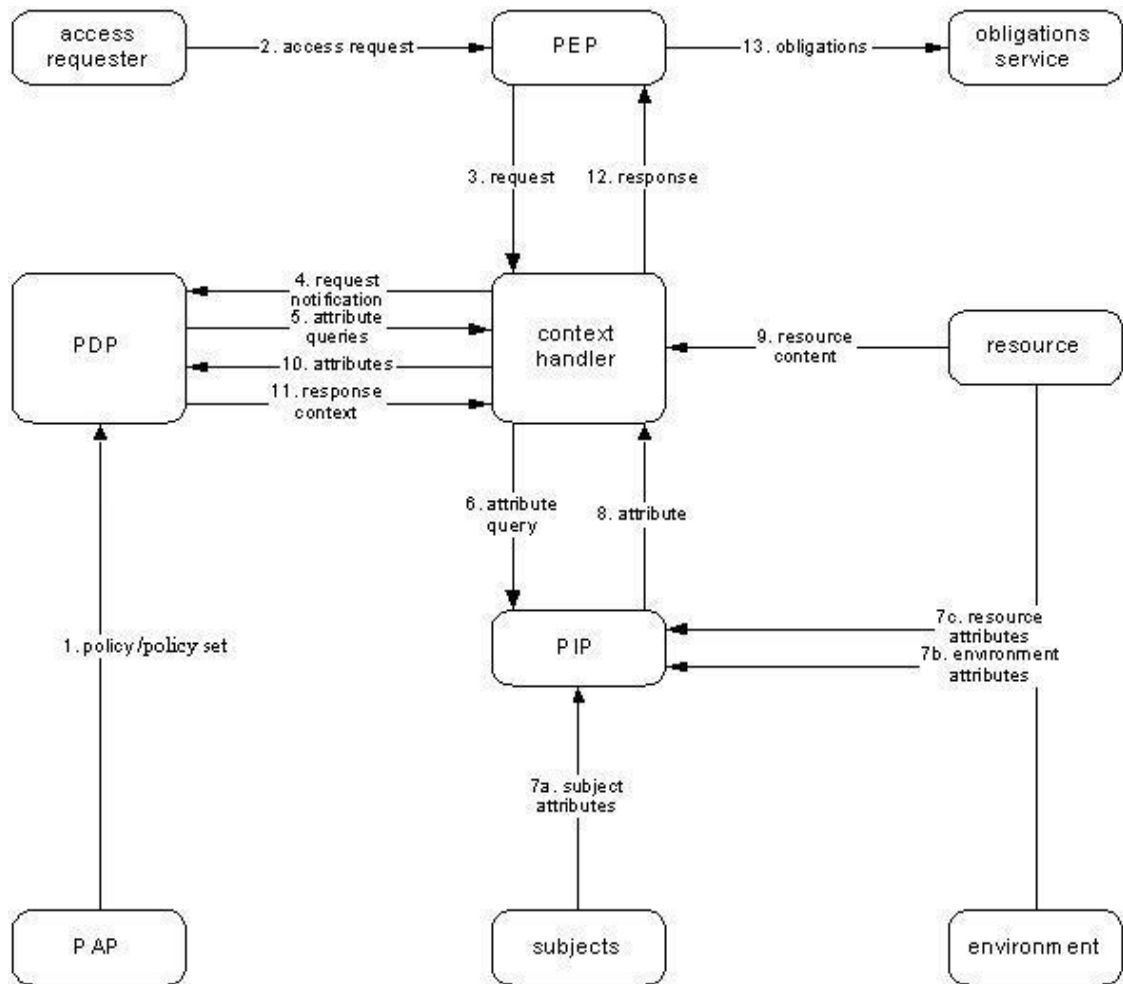 access
requester
2. access request
PEP
13. obligations
obligations
service
3. request
12. response
PDP
4. request
notification
5. attribute
queries
10. attributes
11. response
context
context
handler
9. resource
content
resource
6. attribute
query
8. attribute
1. policy/policy set
PIP
7c. resource
attributes
7b. environment
attributes
7a. subject
attributes
PAP
subjects
environment